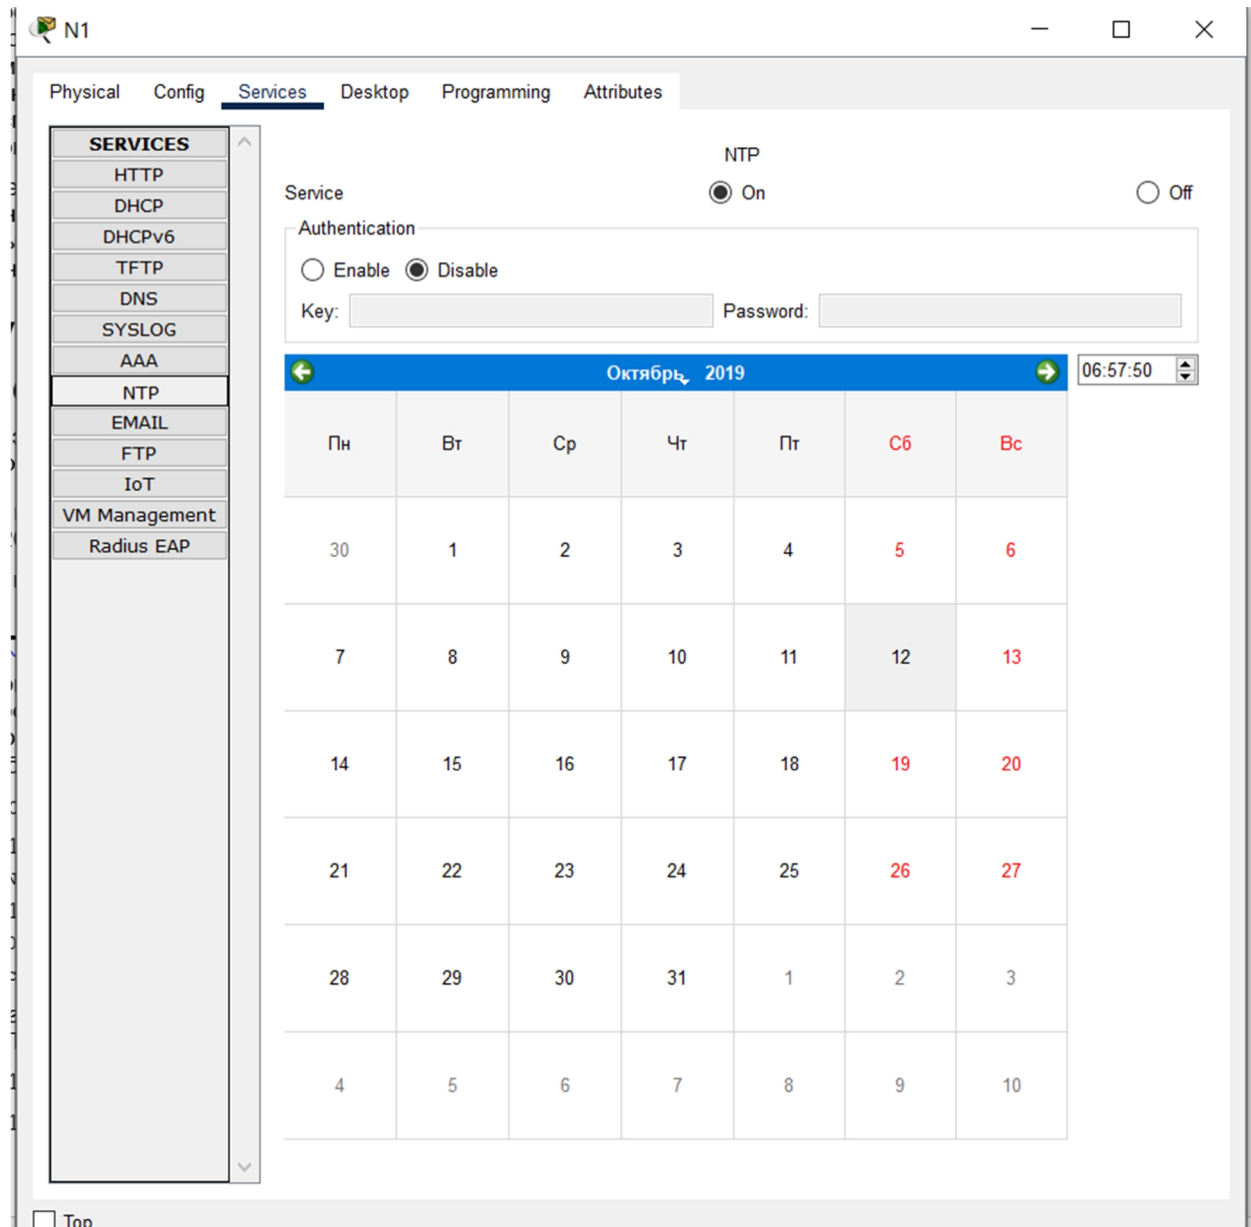 N1
Physical Config Services Desktop Programming Attributes
SERVICES
HTTP
DHCP
DHCPv6
TFTP
DNS
SYSLOG
AAA
NTP
EMAIL
FTP
IoT
VM Management
Radius EAP
NTP
Service On Off
Authentication
Enable Disable
Key: Password:
Октябрь 2019 06:57:50
Пн Вт Ср Чт Пт Сб Вс
30 1 2 3 4 5 6
7 8 9 10 11 12 13
14 15 16 17 18 19 20
21 22 23 24 25 26 27
28 29 30 31 1 2 3
4 5 6 7 8 9 10
Top